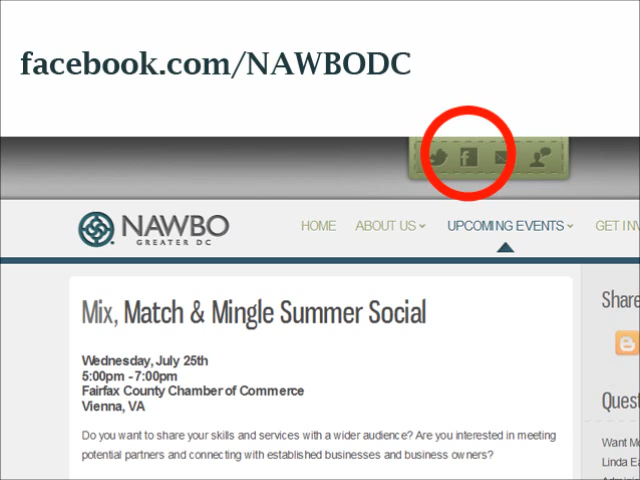 facebook.com/NAWBODC
NAWBO
GREATER DC
HOME ABOUT US UPCOMING EVENTS GET INV
Mix, Match & Mingle Summer Social
Share
Wednesday, July 25th
5:00pm -7:00pm
Fairfax County Chamber of Commerce
Vienna, VA
Quest
Do you want to share your skills and services with a wider audience? Are you interested in meeting
potential partners and connecting with established businesses and business owners?
Want Mo
Linda Ea